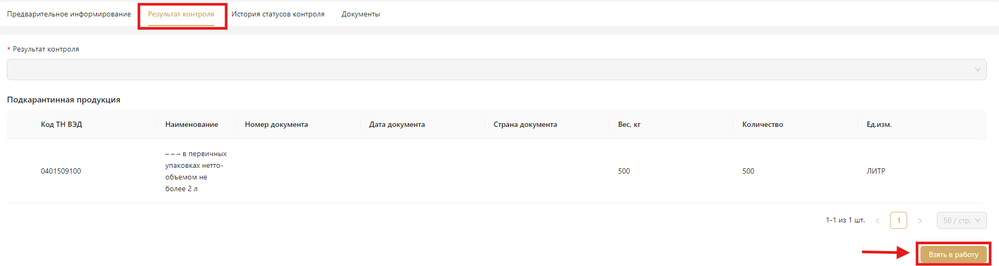 Предварительное информирование Результат контроля История статусов контроля Документы
* Результат контроля
Подкарантинная продукция
Код ТН ВЭД Наименование Номер документа Дата документа Страна документа Вес, кг Количество Ед.изм.
– – – в первичных
упаковках нетто-
0401509100 500 500 ЛИТР
объемом не
более 2 л
1-1 из 1 шт. < 1 > 50 / стр.
Взять в работу